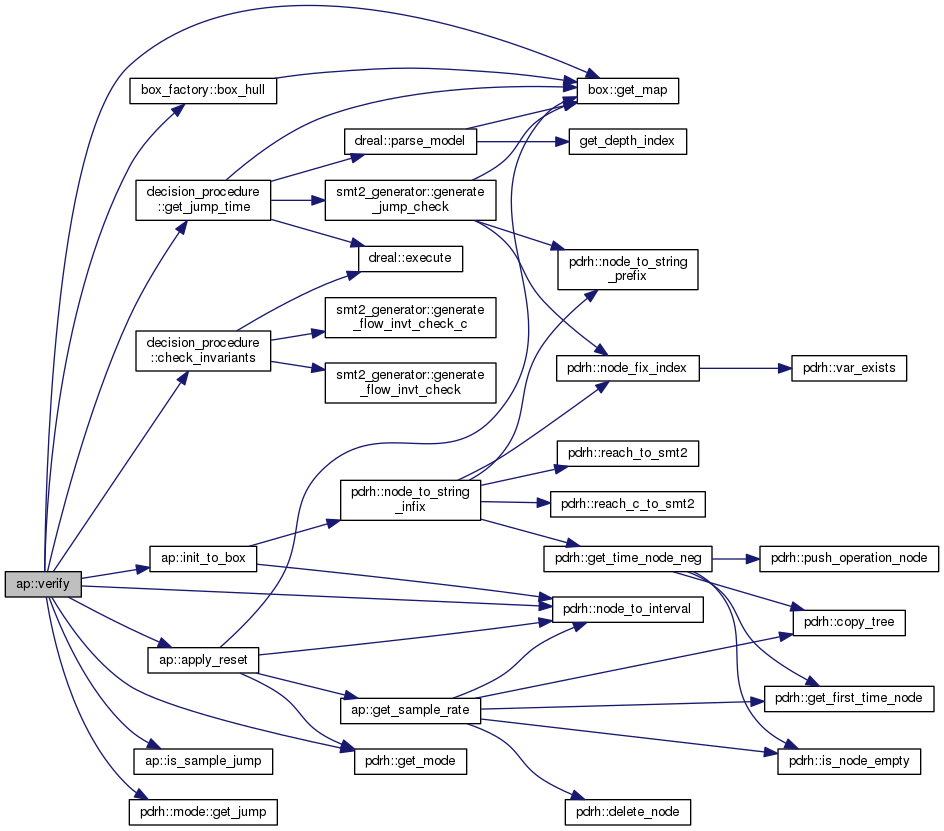 box_factory::box_hull
box::get_map
dreal::parse_model
get_depth_index
decision_procedure
::get_jump_time
smt2_generator::generate
_jump_check
dreal::execute
pdrh::node_to_string
_prefix
smt2_generator::generate
_flow_invt_check_c
decision_procedure
::check_invariants
smt2_generator::generate
_flow_invt_check
pdrh::node_fix_index
pdrh::var_exists
pdrh::reach_to_smt2
pdrh::node_to_string
_infix
pdrh::reach_c_to_smt2
ap::init_to_box
pdrh::get_time_node_neg
pdrh::push_operation_node
ap::verify
pdrh::node_to_interval
pdrh::copy_tree
ap::apply_reset
ap::get_sample_rate
pdrh::get_first_time_node
ap::is_sample_jump
pdrh::get_mode
pdrh::is_node_empty
pdrh::mode::get_jump
pdrh::delete_node